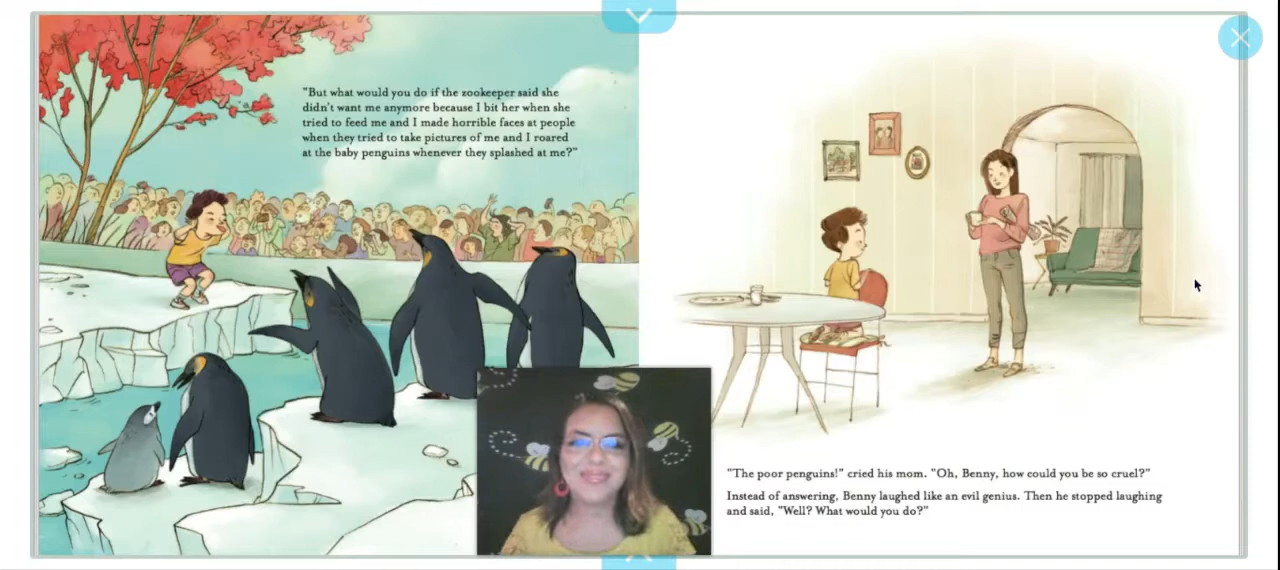 "But what would you do if the zookeeper said she
didn't want me anymore because I bit her when she
tried to feed me and I made horrible faces at people
when they tried to take pictures of me and I roared
at the baby penguins whenever they splashed at me?"
"The poor penguins!" cried his mom. "Oh, Benny, how could you be so cruel?"
Instead of answering, Benny laughed like an evil genius. Then he stopped laughing
and said, "Well? What would you do?"